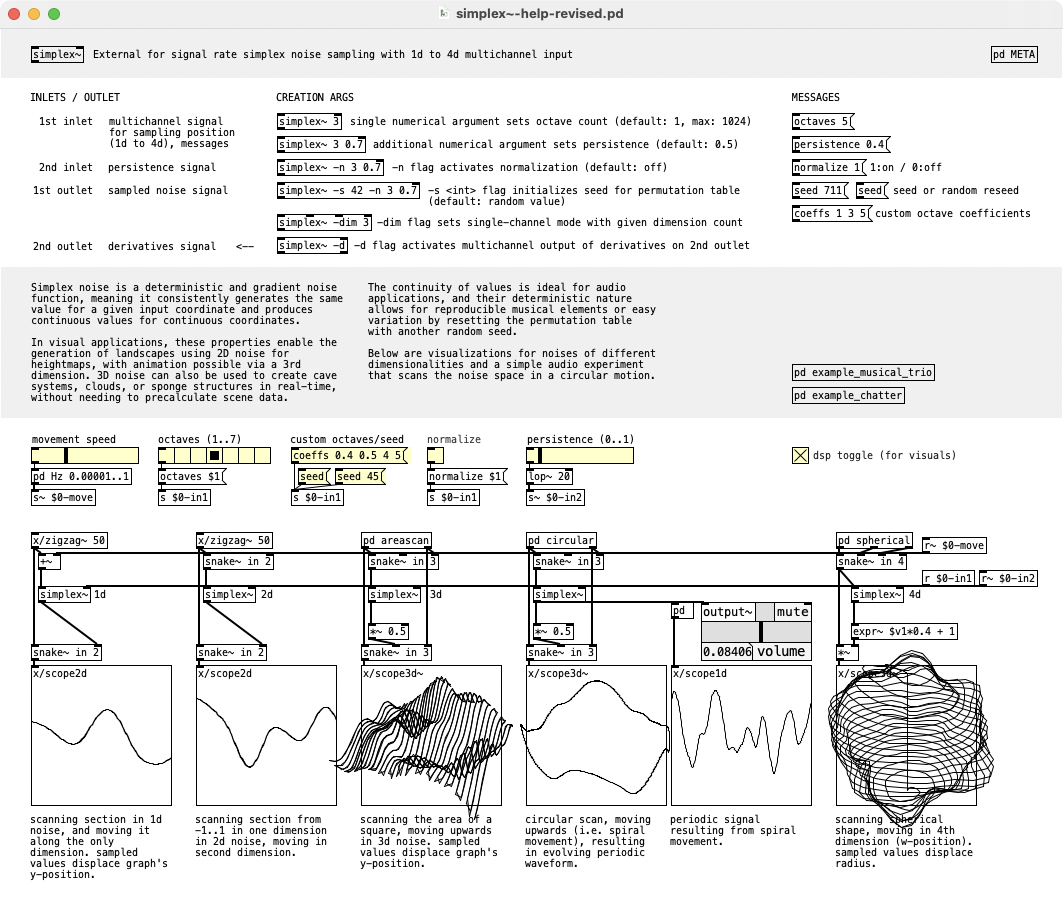 simplex~-help-revised.pd
simplex~ External for signal rate simplex noise sampling with 1d to 4d multichannel input
pd META
INLETS / OUTLET
1st inlet multichannel signal
for sampling position
(1d to 4d), messages
2nd inlet persistence signal
1st outlet sampled noise signal
2nd outlet derivatives signal <--
CREATION ARGS
simplex~ 3 single numerical argument sets octave count (default: 1, max: 1024)
simplex~ 3 0.7 additional numerical argument sets persistence (default: 0.5)
simplex~ -n 3 0.7 -n flag activates normalization (default: off)
simplex~ -s 42 -n 3 0.7 -s <int> flag initializes seed for permutation table
(default: random value)
simplex~ -dim 3 -dim flag sets single-channel mode with given dimension count
simplex~ -d -d flag activates multichannel output of derivatives on 2nd outlet
MESSAGES
octaves 5
persistence 0.4
normalize 1 1:on / 0:off
seed 711 seed seed or random reseed
coeffs 1 3 5 custom octave coefficients
Simplex noise is a deterministic and gradient noise
function, meaning it consistently generates the same
value for a given input coordinate and produces
continuous values for continuous coordinates.
In visual applications, these properties enable the
generation of landscapes using 2D noise for
heightmaps, with animation possible via a 3rd
dimension. 3D noise can also be used to create cave
systems, clouds, or sponge structures in real-time,
without needing to precalculate scene data.
The continuity of values is ideal for audio
applications, and their deterministic nature
allows for reproducible musical elements or easy
variation by resetting the permutation table
with another random seed.
Below are visualizations for noises of different
dimensionalities and a simple audio experiment
that scans the noise space in a circular motion.
pd example_musical_trio
pd example_chatter
movement speed
pd Hz 0.00001..1
s~ $0-move
octaves (1..7)
octaves $1
s $0-in1
custom octaves/seed
coeffs 0.4 0.5 4 5
seed seed 45
s $0-in1
normalize
normalize $1
s $0-in1
persistence (0..1)
lop~ 20
s~ $0-in2
dsp toggle (for visuals)
x/zigzag~ 50 x/zigzag~ 50 pd areascan pd circular pd spherical r~ $0-move
+~ snake~ in 2 snake~ in 3 snake~ in 3 snake~ in 4
r $0-in1 r~ $0-in2
simplex~ 1d simplex~ 2d simplex~ 3d simplex~ simplex~ 4d
pd output~ mute
*~ 0.5 *~ 0.5 expr~ $v1*0.4 + 1
snake~ in 2 snake~ in 2 snake~ in 3 snake~ in 3 0.08406 volume *~
x/scope2d x/scope2d x/scope3d~ x/scope3d~ x/scope1d x/scope3d~
scanning section in 1d
noise, and moving it
along the only
dimension. sampled
values displace graph's
y-position.
scanning section from
-1..1 in one dimension
in 2d noise, moving in
second dimension.
scanning the area of a
square, moving upwards
in 3d noise. sampled
values displace graph's
y-position.
circular scan, moving
upwards (i.e. spiral
movement), resulting
in evolving periodic
waveform.
periodic signal
resulting from spiral
movement.
scanning spherical
shape, moving in 4th
dimension (w-position).
sampled values displace
radius.